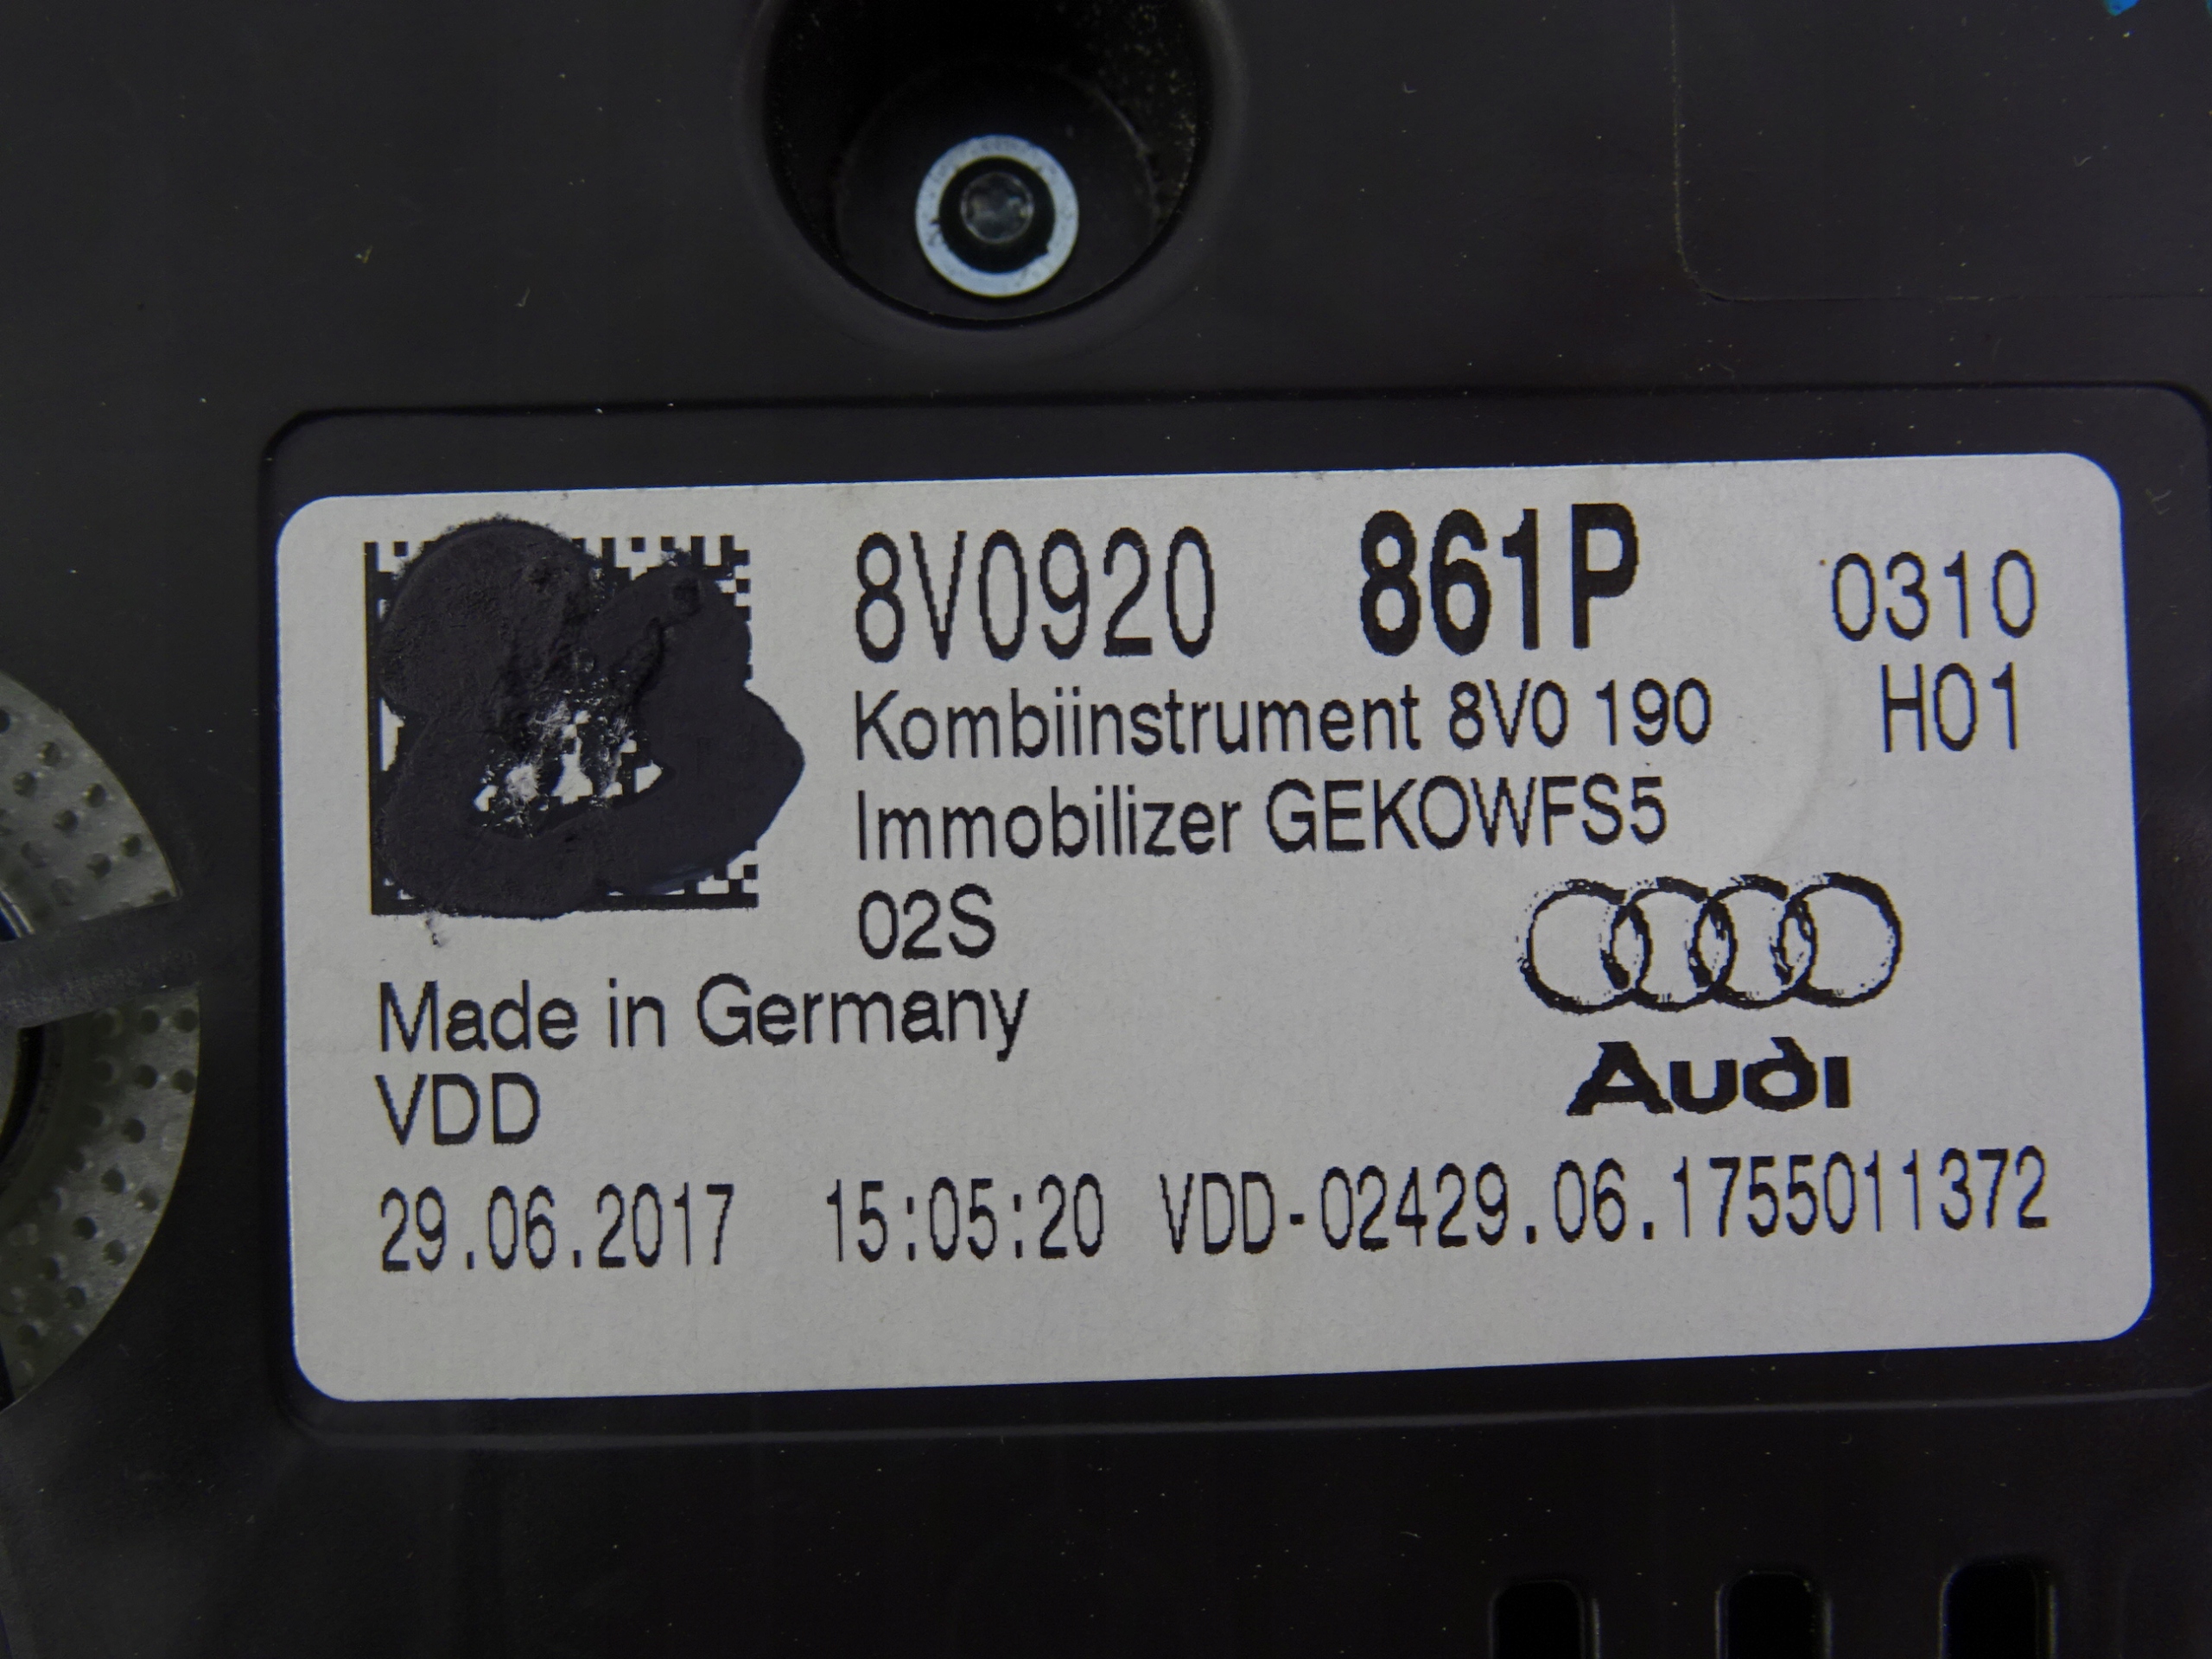 8V0920 861P 0310
Kombiinstrument 8V0 190 H01
Immobilizer GEKOWFS5
02S
Made in Germany
Audi
VDD
29.06.2017 15:05:20 VDD-02429.06.1755011372